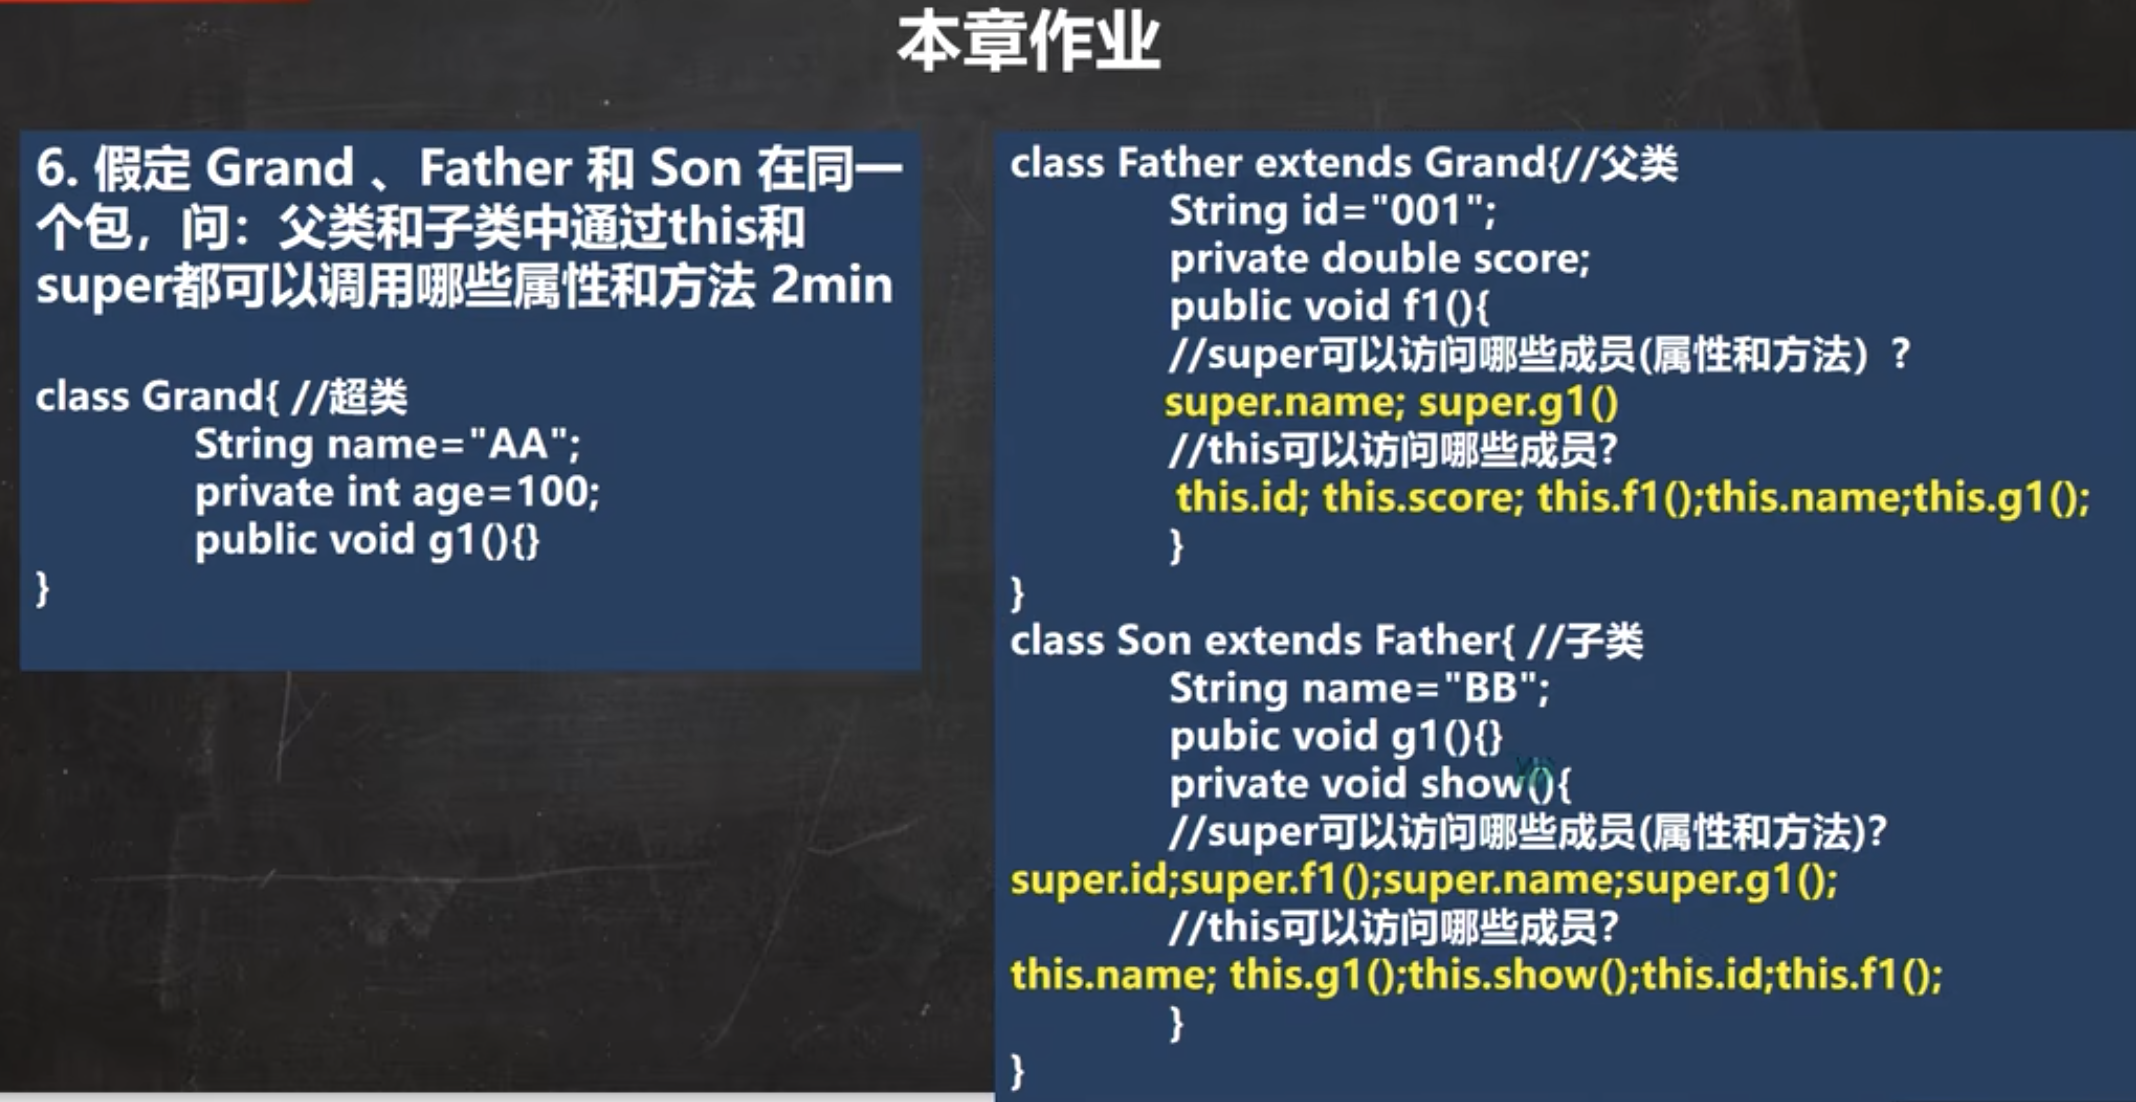 本章作业
6. 假定 Grand 、Father 和 Son 在同一
个包，问：父类和子类中通过this和
super都可以调用哪些属性和方法 2min
class Grand{ //超类
String name="AA";
private int age=100;
public void g1(){}
}
class Father extends Grand{//父类
String id="001";
private double score;
public void f1(){
//super可以访问哪些成员(属性和方法）?
super.name; super.g1()
//this可以访问哪些成员?
this.id; this.score; this.f1();this.name;this.g1();
}
}
class Son extends Father{ //子类
String name="BB";
pubic void g1(){}
private void show(){
//super可以访问哪些成员(属性和方法)?
super.id;super.f1();super.name;super.g1();
//this可以访问哪些成员?
this.name; this.g1();this.show();this.id;this.f1();
}
}